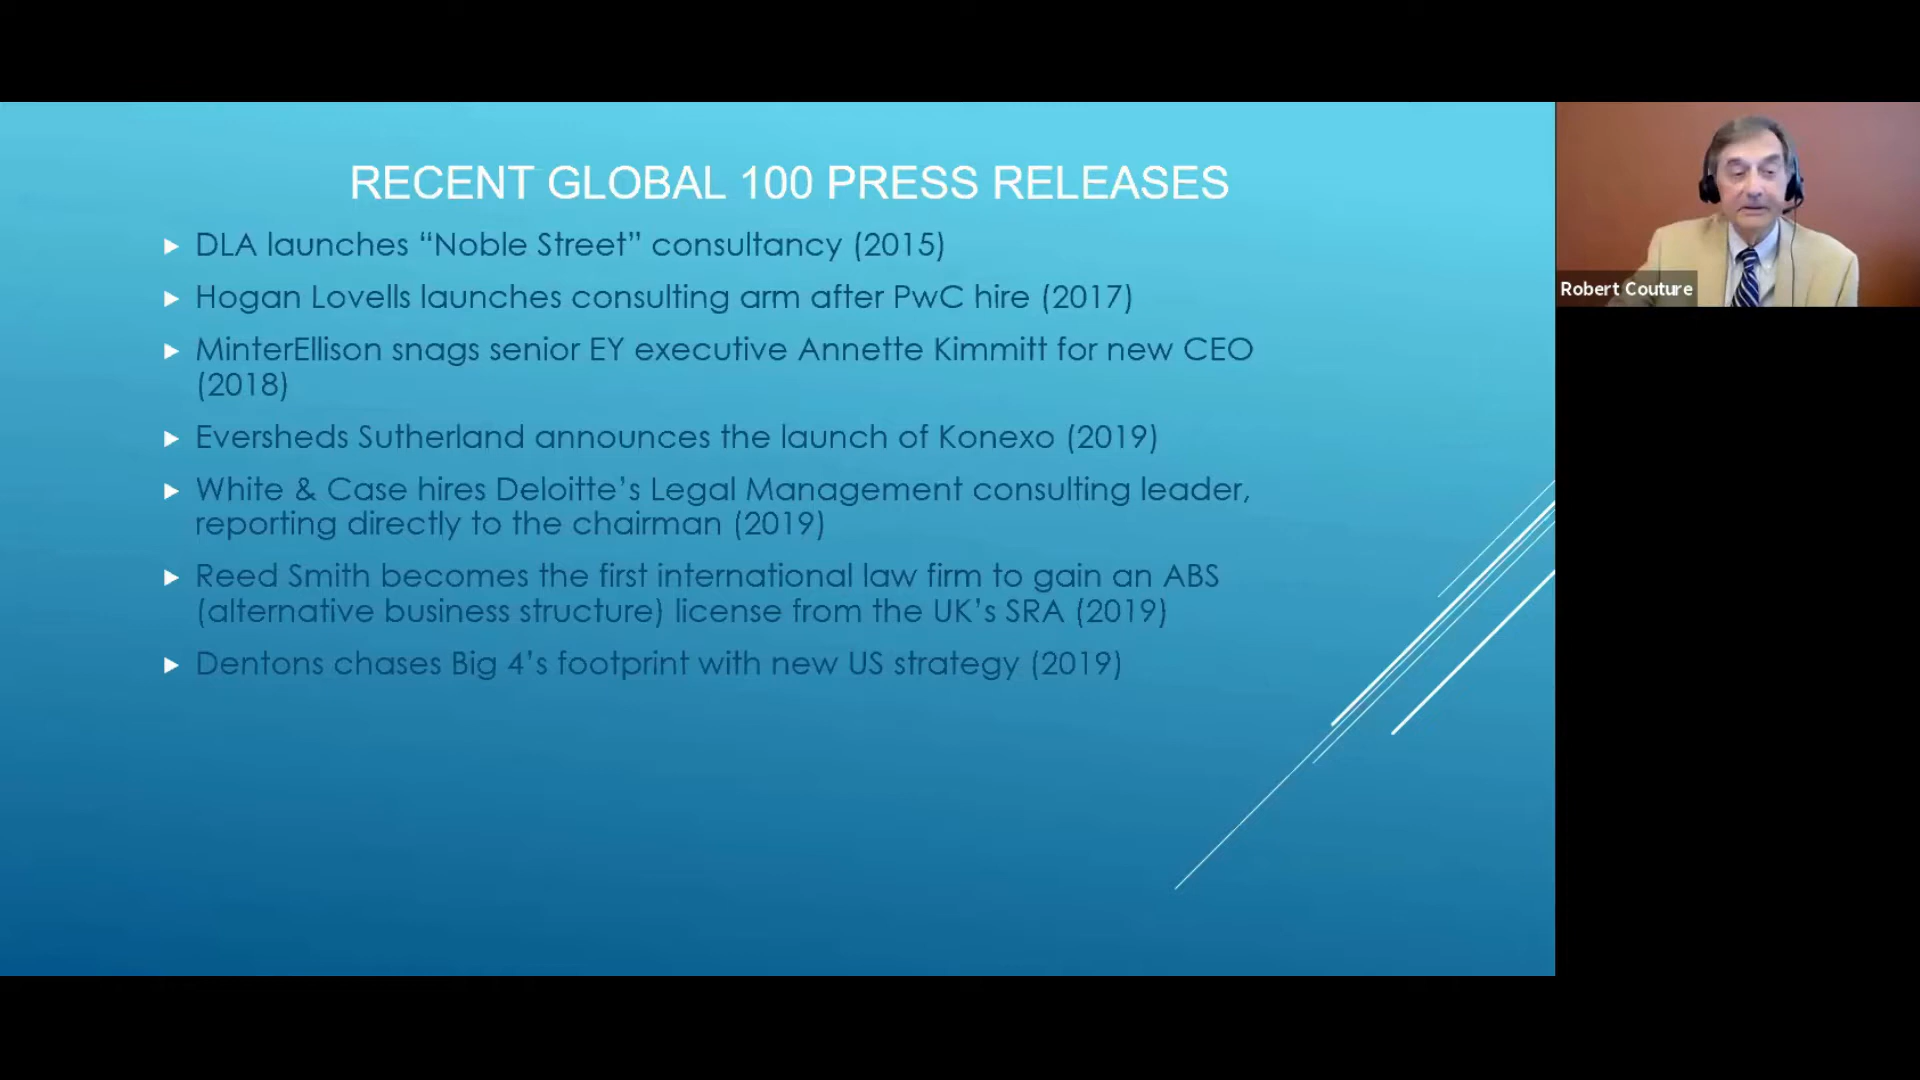 RECENT GLOBAL 100 PRESS RELEASES
DLA launches “Noble Street” consultancy (2015)
Hogan Lovells launches consulting arm after PwC hire (2017)
MinterEllison snags senior EY executive Annette Kimmitt for new CEO
(2018)
Eversheds Sutherland announces the launch of Konexo (2019)
White & Case hires Deloitte’s Legal Management consulting leader,
reporting directly to the chairman (2019)
Reed Smith becomes the first international law firm to gain an ABS
(alternative business structure) license from the UK’s SRA (2019)
Dentons chases Big 4’s footprint with new US strategy (2019)
Robert Couture